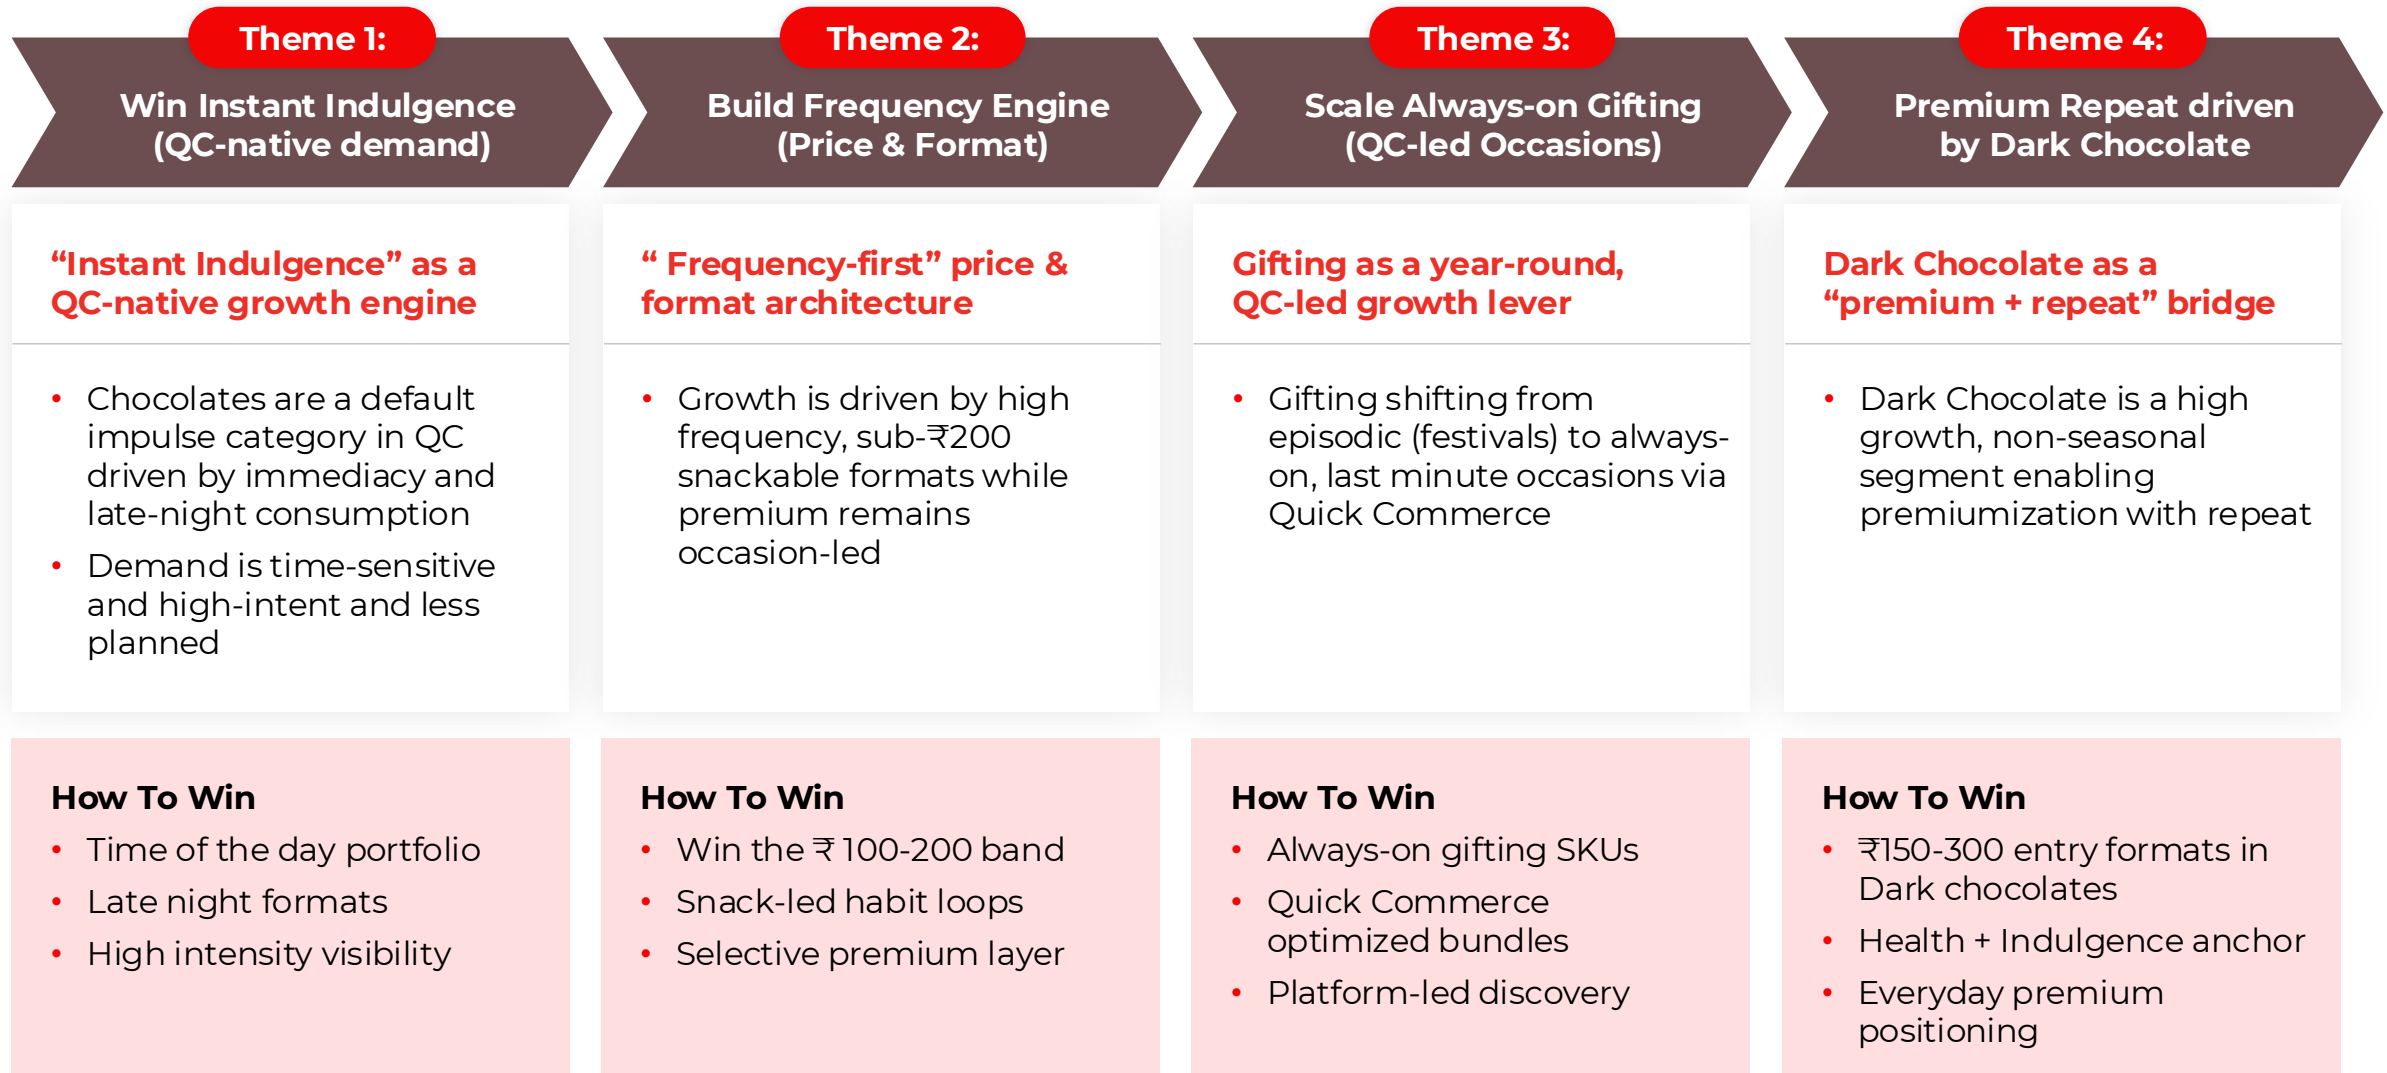 Theme 1:
Win Instant Indulgence
(QC-native demand)
“Instant Indulgence” as a
QC-native growth engine
• Chocolates are a default
impulse category in QC
driven by immediacy and
late-night consumption
• Demand is time-sensitive
and high-intent and less
planned
How To Win
• Time of the day portfolio
• Late night formats
• High intensity visibility
Theme 2:
Build Frequency Engine
(Price & Format)
“ Frequency-first” price &
format architecture
• Growth is driven by high
frequency, sub-₹200
snackable formats while
premium remains
occasion-led
How To Win
• Win the ₹ 100-200 band
• Snack-led habit loops
• Selective premium layer
Theme 3:
Scale Always-on Gifting
(QC-led Occasions)
Gifting as a year-round,
QC-led growth lever
• Gifting shifting from
episodic (festivals) to always-
on, last minute occasions via
Quick Commerce
How To Win
• Always-on gifting SKUs
• Quick Commerce
optimized bundles
• Platform-led discovery
Theme 4:
Premium Repeat driven
by Dark Chocolate
Dark Chocolate as a
“premium + repeat” bridge
• Dark Chocolate is a high
growth, non-seasonal
segment enabling
premiumization with repeat
How To Win
• ₹150-300 entry formats in
Dark chocolates
• Health + Indulgence anchor
• Everyday premium
positioning